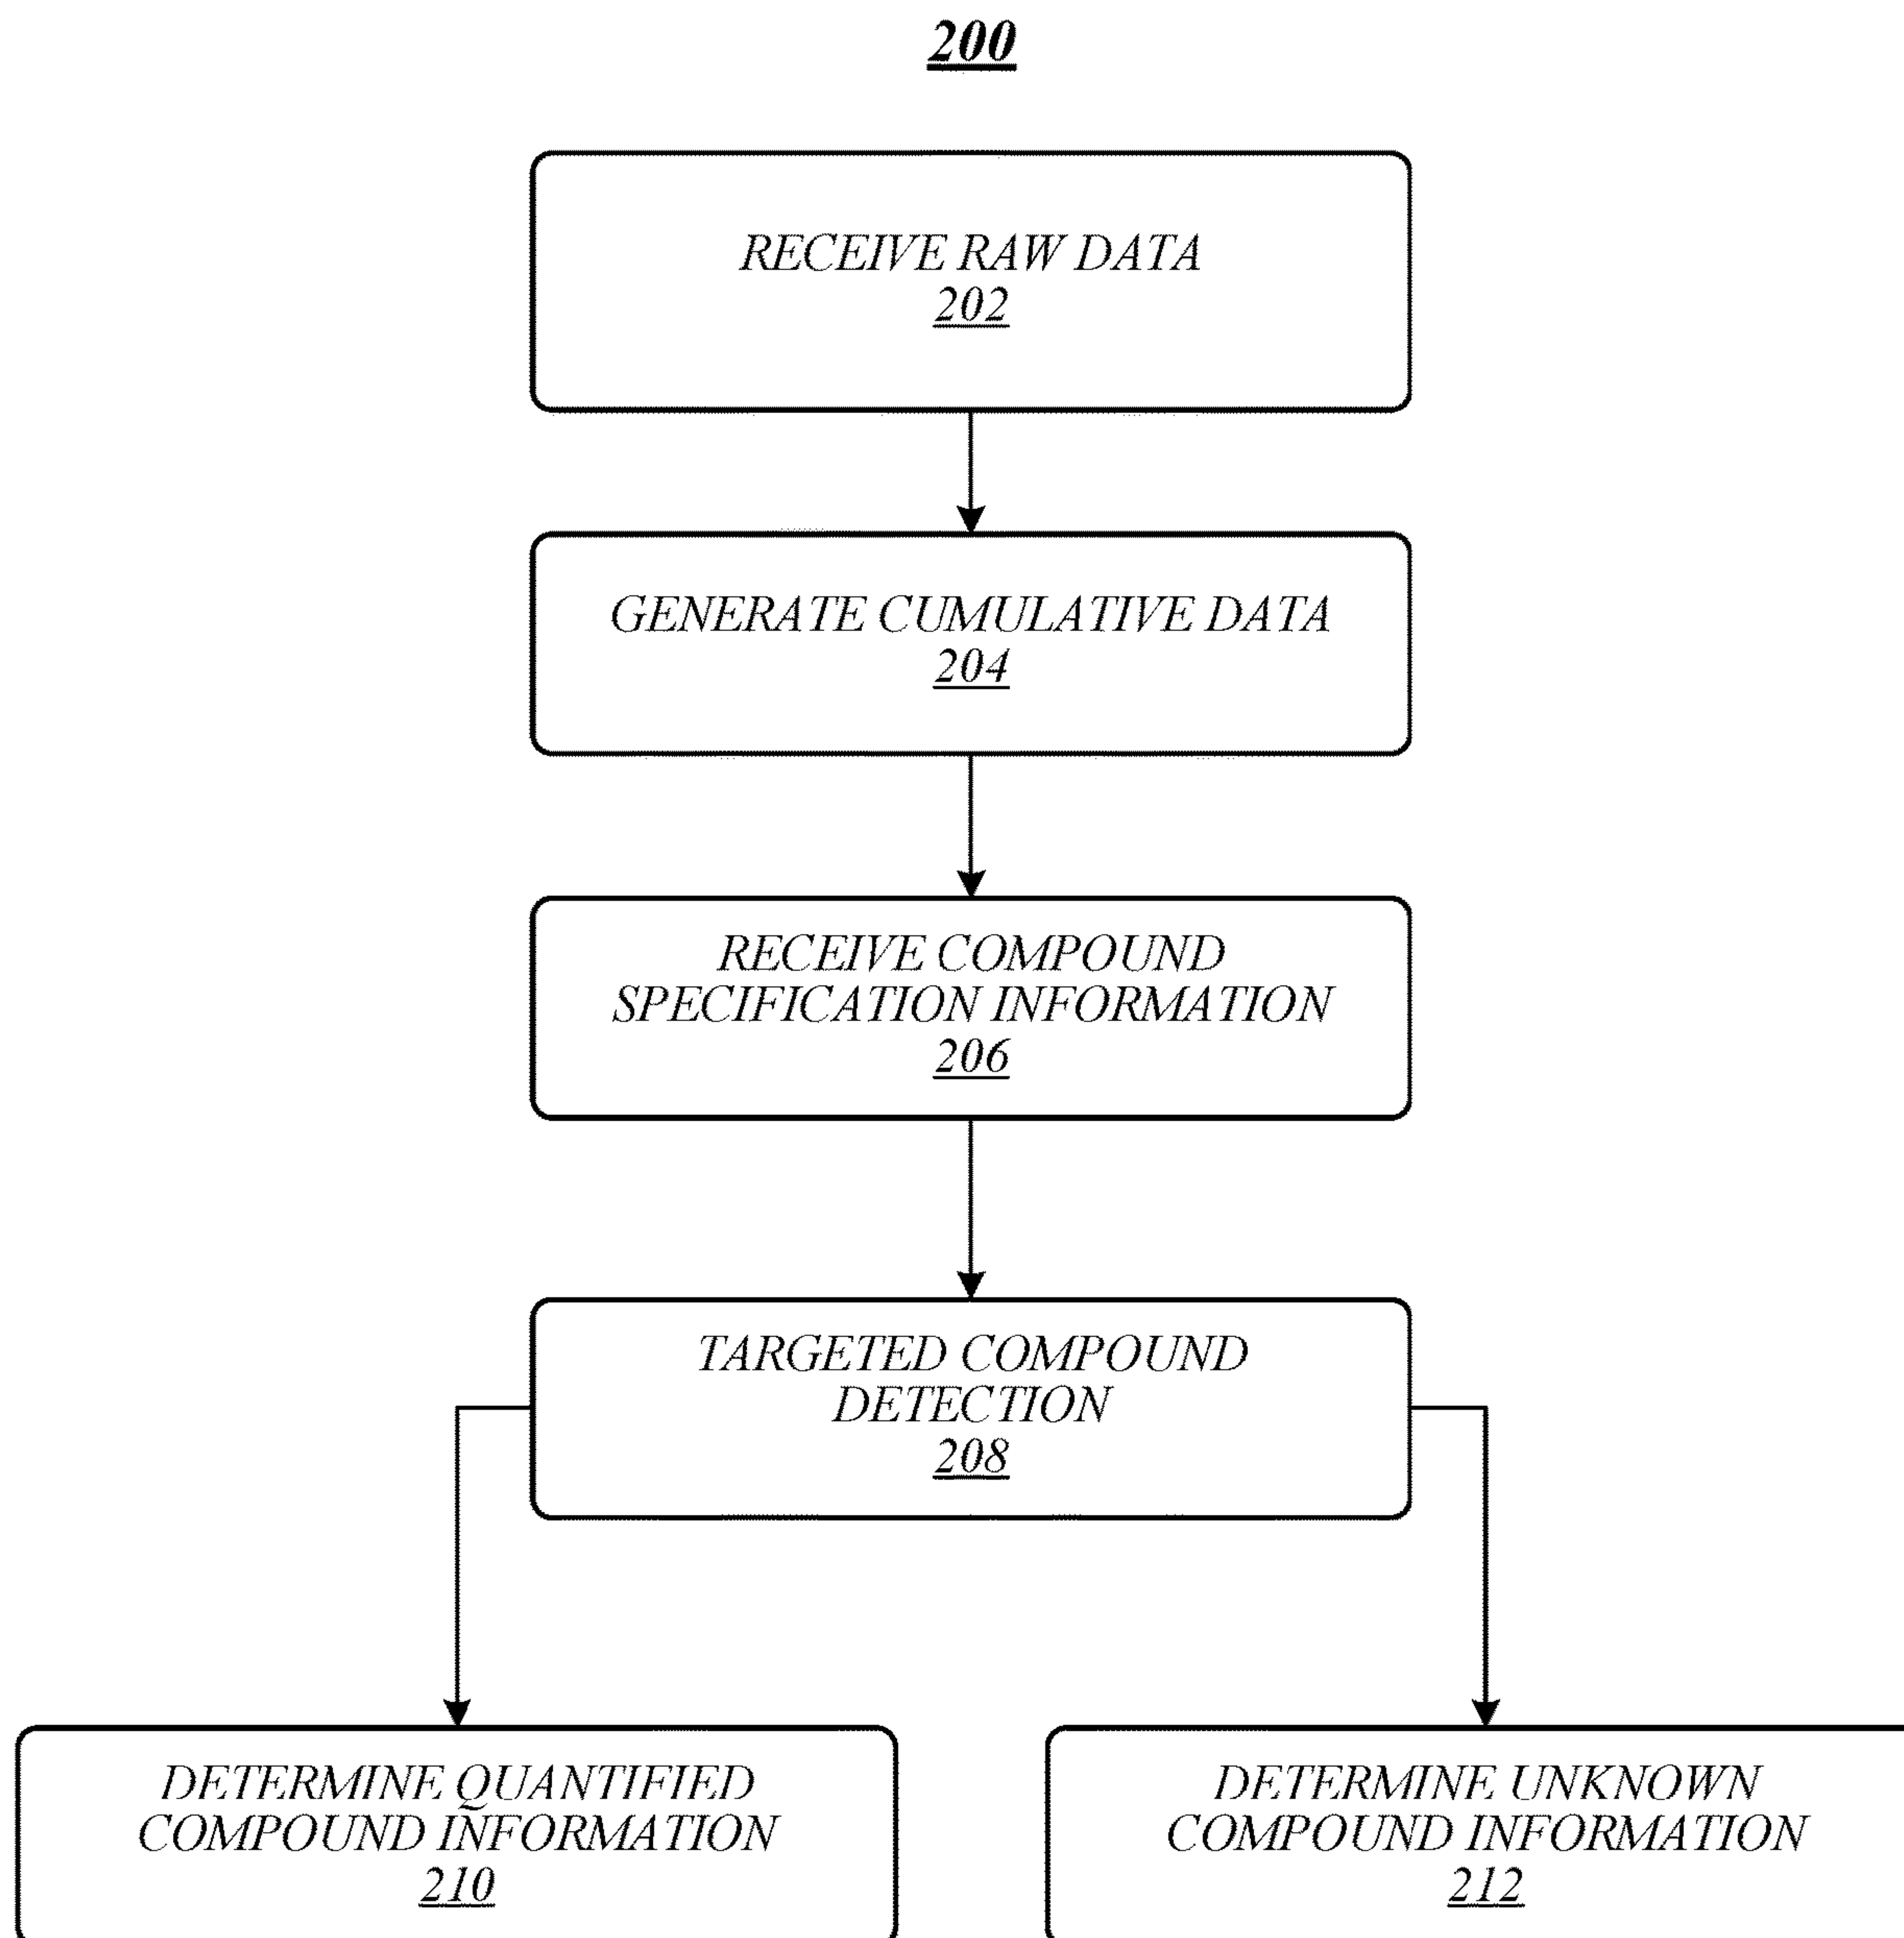 200
RECEIVE RAW DATA
202
GENERATE CUMULATIVE DATA
204
RECEIVE COMPOUND
SPECIFICATION INFORMATION
206
TARGETED COMPOUND
DETECTION
208
DETERMINE QUANTIFIED
COMPOUND INFORMATION
210
DETERMINE UNKNOWN
COMPOUND INFORMATION
212